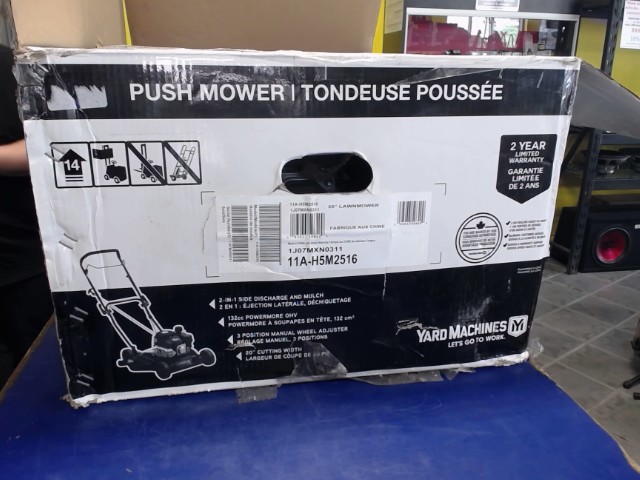 PUSH MOWER | TONDEUSE POUSSÉE
14
2 YEAR
LIMITED
WARRANTY
GARANTIE
LIMITÉE
DE 2 ANS
11A-H5M2516
1J07MXN0311
20" LAWNMOWER
FABRIQUE AUX CHINE
1J07MXN0311
11A-H5M2516
2-IN-1 SIDE DISCHARGE AND MULCH
2 EN 1 : ÉJECTION LATÉRALE, DÉCHIQUETAGE
132cc POWERMORE OHV
POWERMORE À SOUPAPES EN TÊTE, 132 cm³
3 POSITION MANUAL WHEEL ADJUSTER
RÉGLAGE MANUEL, 3 POSITIONS
20" CUTTING WIDTH
LARGEUR DE COUPE DE
YARD MACHINES
LET'S GO TO WORK.